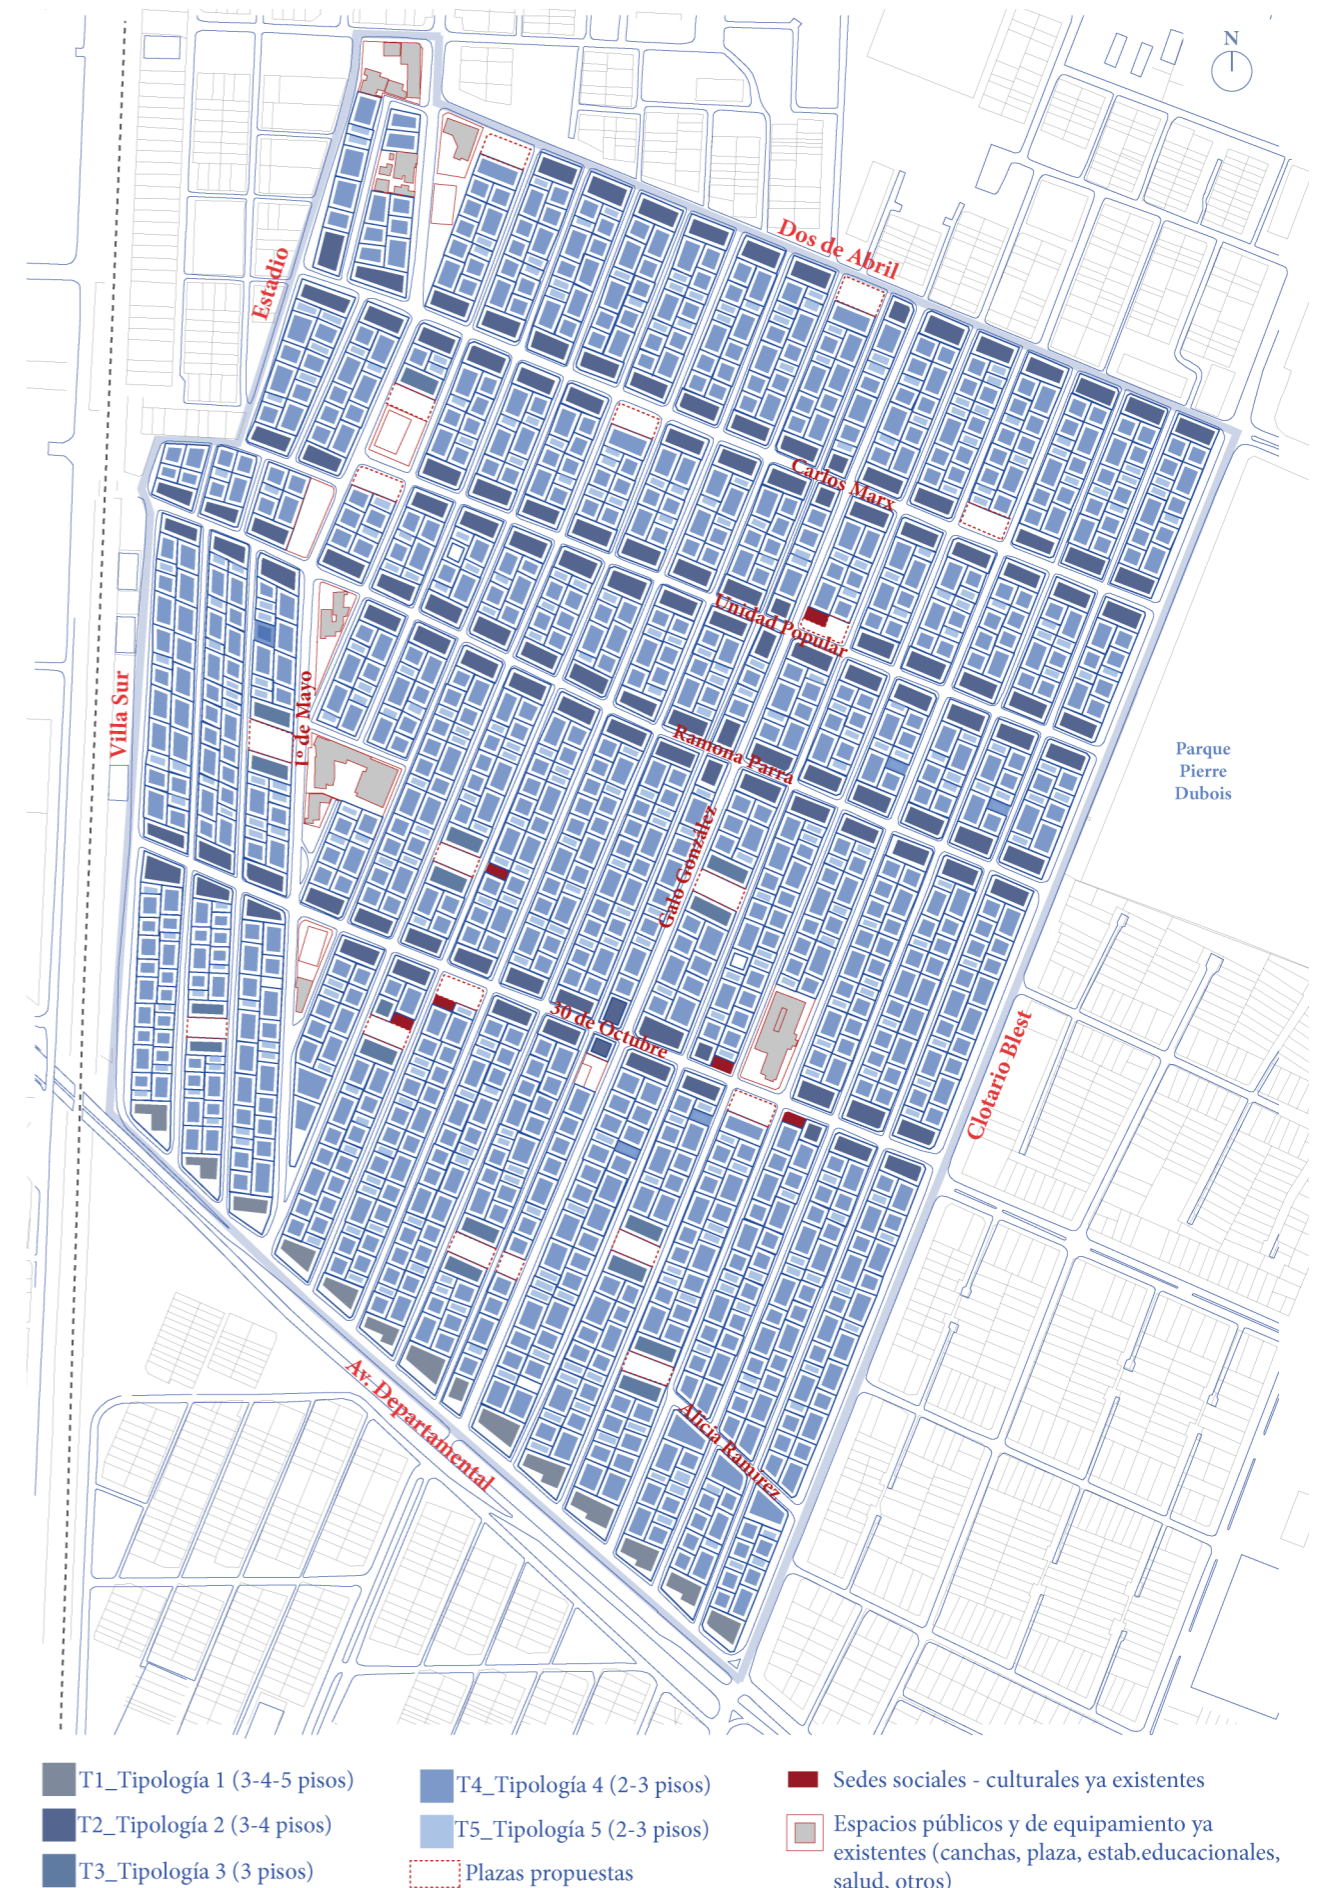 N
Dos de Abril
Estadio
Carlos Marx
Unidad Popular
Villa Sur
1º de Mayo
Ramona Parra
Parque
Pierre
Dubois
Galo González
30 de Octubre
Clotario Blest
Av. Departamental
Alicia Ramírez
T1_Tipología 1 (3-4-5 pisos)
T2_Tipología 2 (3-4 pisos)
T3_Tipología 3 (3 pisos)
T4_Tipología 4 (2-3 pisos)
T5_Tipología 5 (2-3 pisos)
Plazas propuestas
Sedes sociales - culturales ya existentes
Espacios públicos y de equipamiento ya
existentes (canchas, plaza, estab.educacionales,
salud, otros)